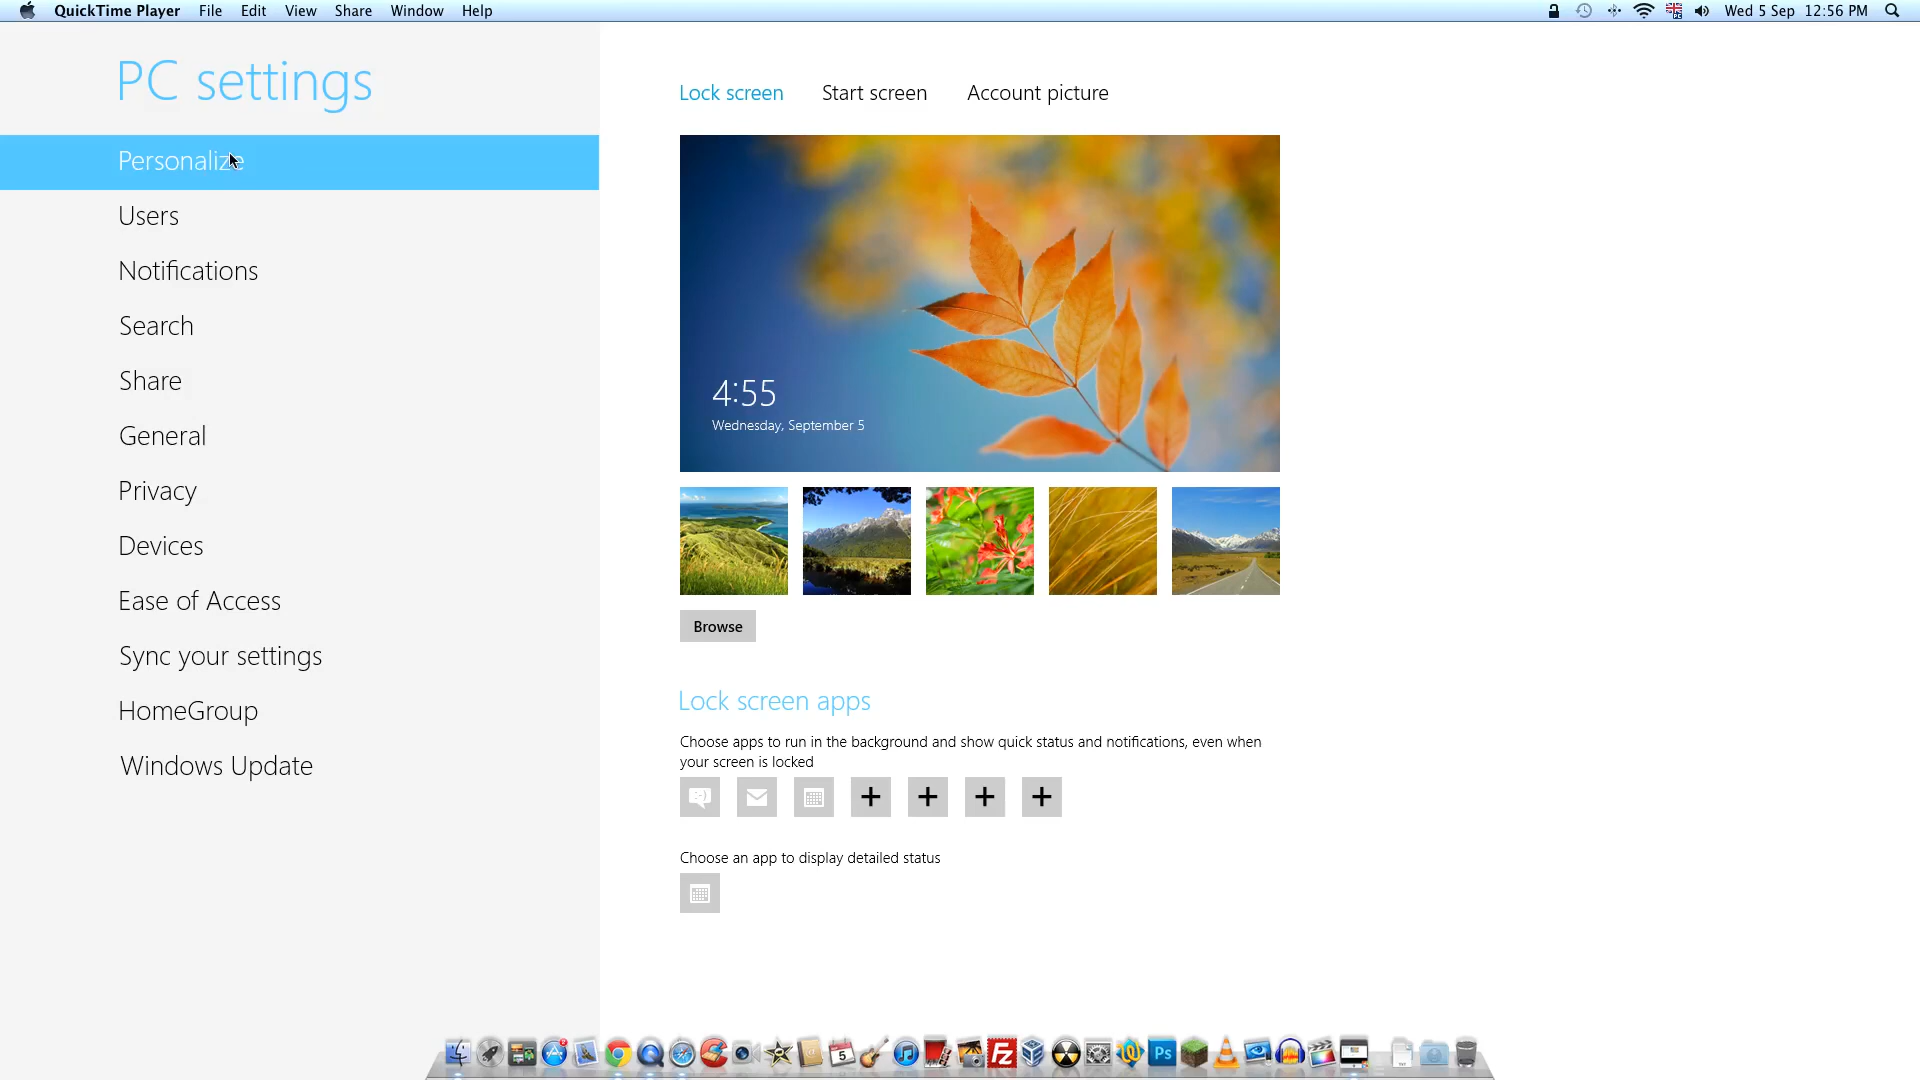 QuickTime Player File Edit View Share Window Help
Wed 5 Sep 12:56 PM
PC settings
Personalize
Users
Notifications
Search
Share
General
Privacy
Devices
Ease of Access
Sync your settings
HomeGroup
Windows Update
Lock screen Start screen Account picture
4:55
Wednesday, September 5
Browse
Lock screen apps
Choose apps to run in the background and show quick status and notifications, even when
your screen is locked
:-)
Choose an app to display detailed status
5
FZ
Ps